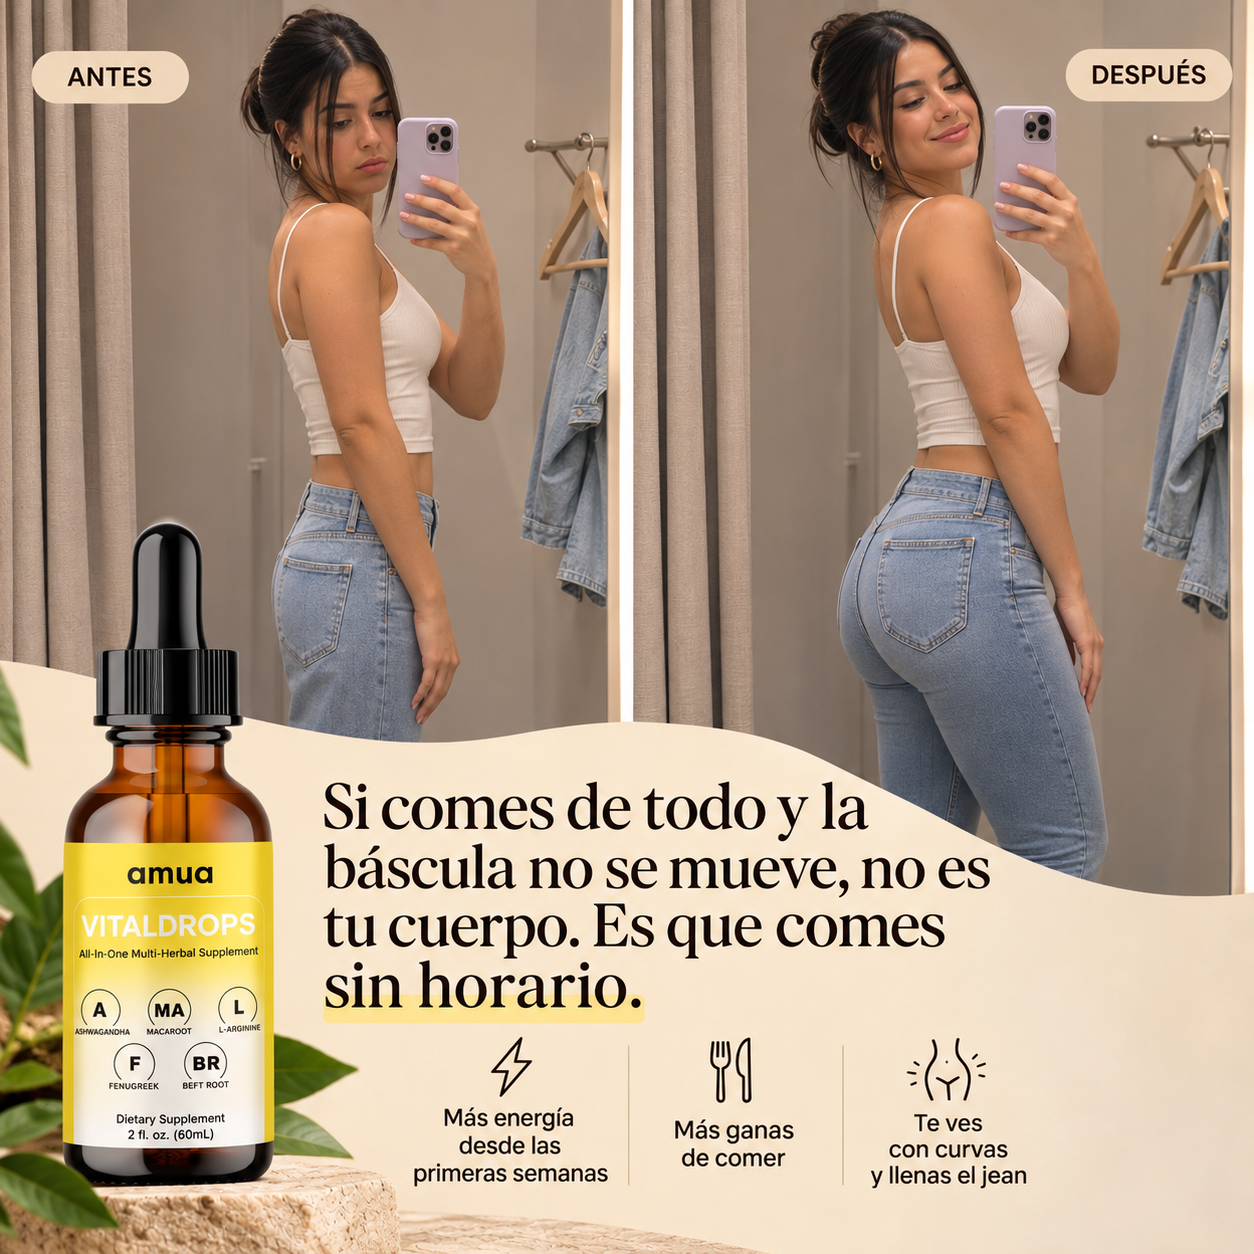 ANTES
DESPUÉS
Si comes de todo y la
báscula no se mueve, no es
tu cuerpo. Es que comes
sin horario.
amua
VITALDROPS
All-In-One Multi-Herbal Supplement
A
ASHWAGANDHA
MA
MACAROOT
L
L-ARGININE
F
FENUGREEK
BR
BEFT ROOT
Dietary Supplement
2 fl. oz. (60mL)
Más energía
desde las
primeras semanas
Más ganas
de comer
Te ves
con curvas
y llenas el jean